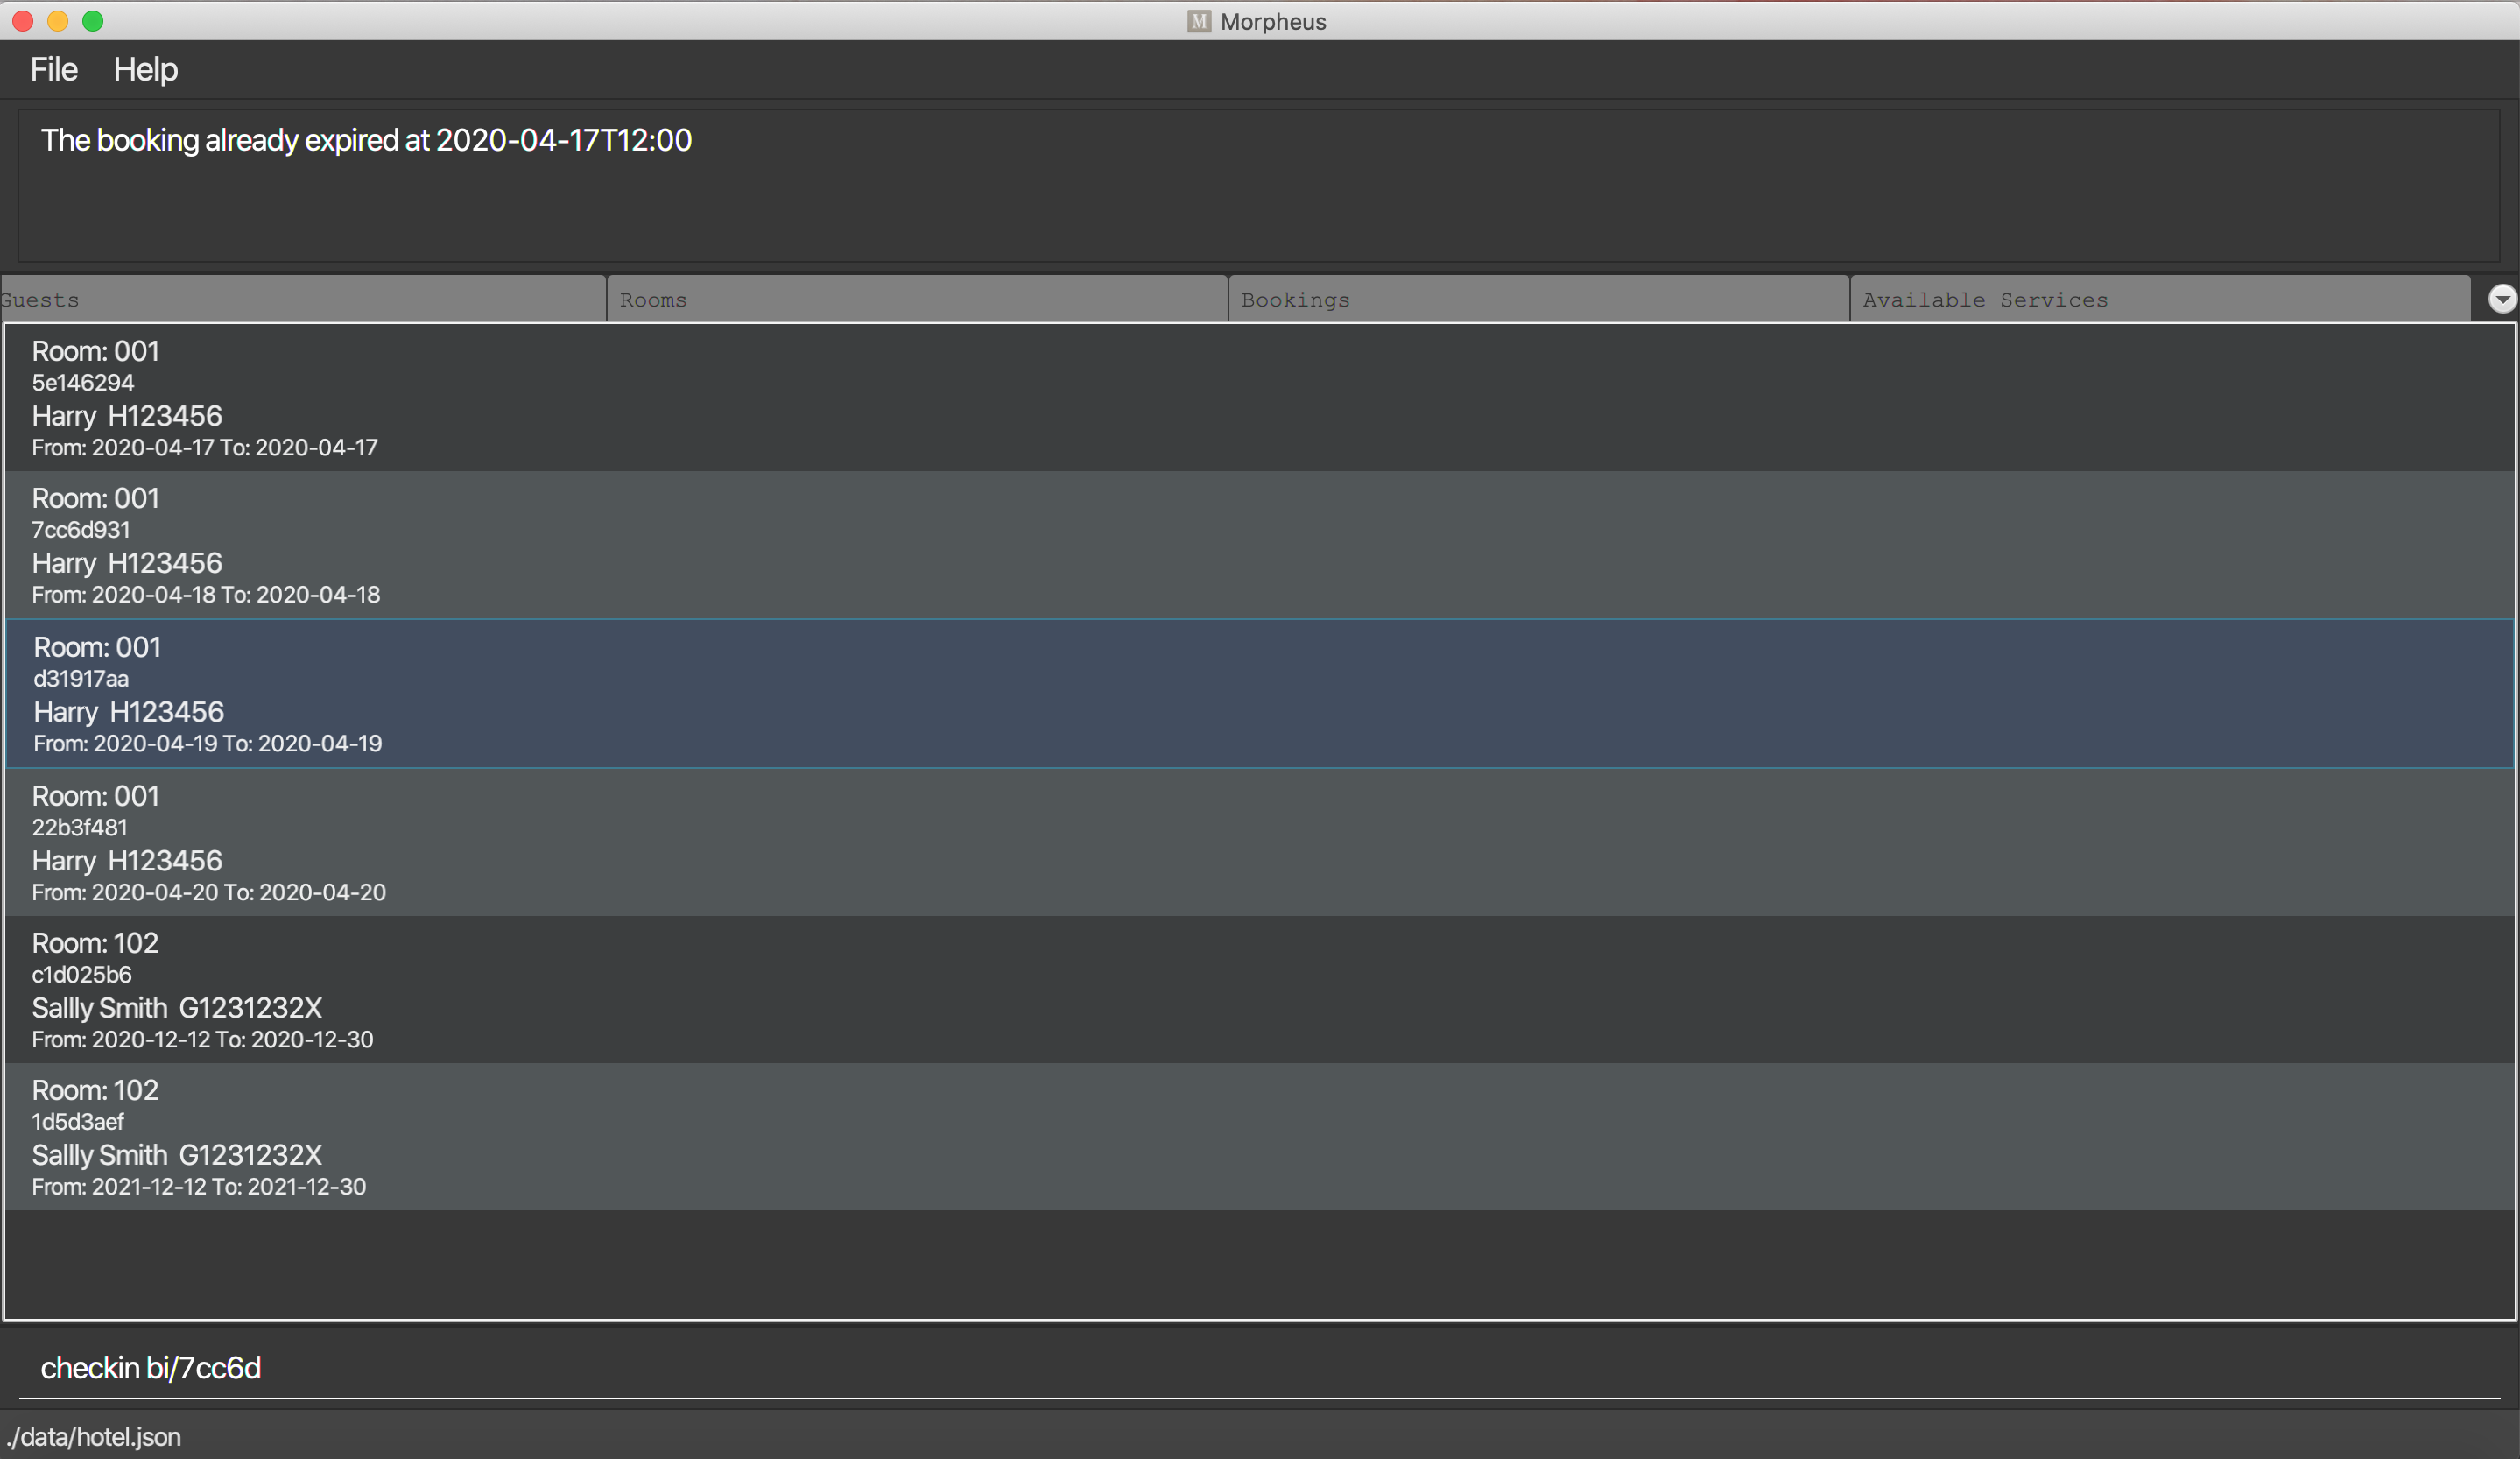 M Morpheus
File Help
The booking already expired at 2020-04-17T12:00
Guests Rooms Bookings Available Services
Room: 001
5e146294
Harry H123456
From: 2020-04-17 To: 2020-04-17
Room: 001
7cc6d931
Harry H123456
From: 2020-04-18 To: 2020-04-18
Room: 001
d31917aa
Harry H123456
From: 2020-04-19 To: 2020-04-19
Room: 001
22b3f481
Harry H123456
From: 2020-04-20 To: 2020-04-20
Room: 102
c1d025b6
Sallly Smith G1231232X
From: 2020-12-12 To: 2020-12-30
Room: 102
1d5d3aef
Sallly Smith G1231232X
From: 2021-12-12 To: 2021-12-30
checkin bi/7cc6d
./data/hotel.json